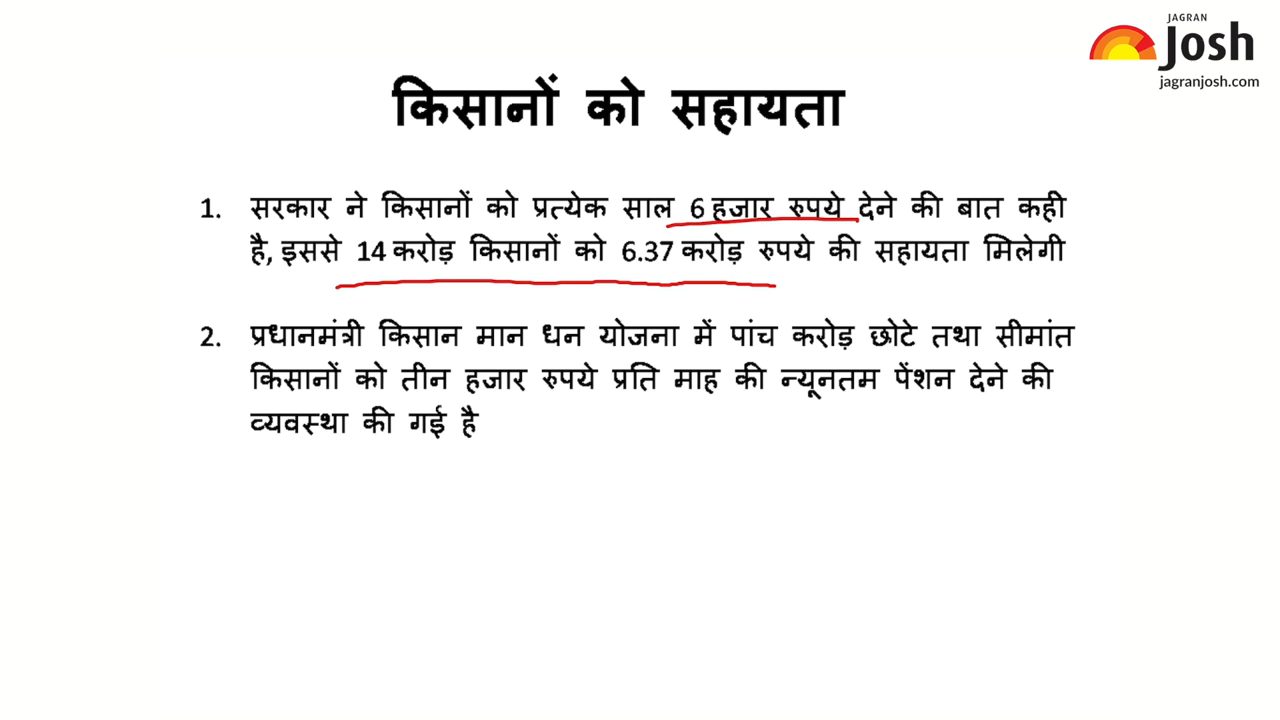 JAGRAN
Josh
jagranjosh.com
किसानों को सहायता
1. सरकार ने किसानों को प्रत्येक साल 6 हजार रुपये देने की बात कही
है, इससे 14 करोड़ किसानों को 6.37 करोड़ रुपये की सहायता मिलेगी
2. प्रधानमंत्री किसान मान धन योजना में पांच करोड़ छोटे तथा सीमांत
किसानों को तीन हजार रुपये प्रति माह की न्यूनतम पेंशन देने की
व्यवस्था की गई है